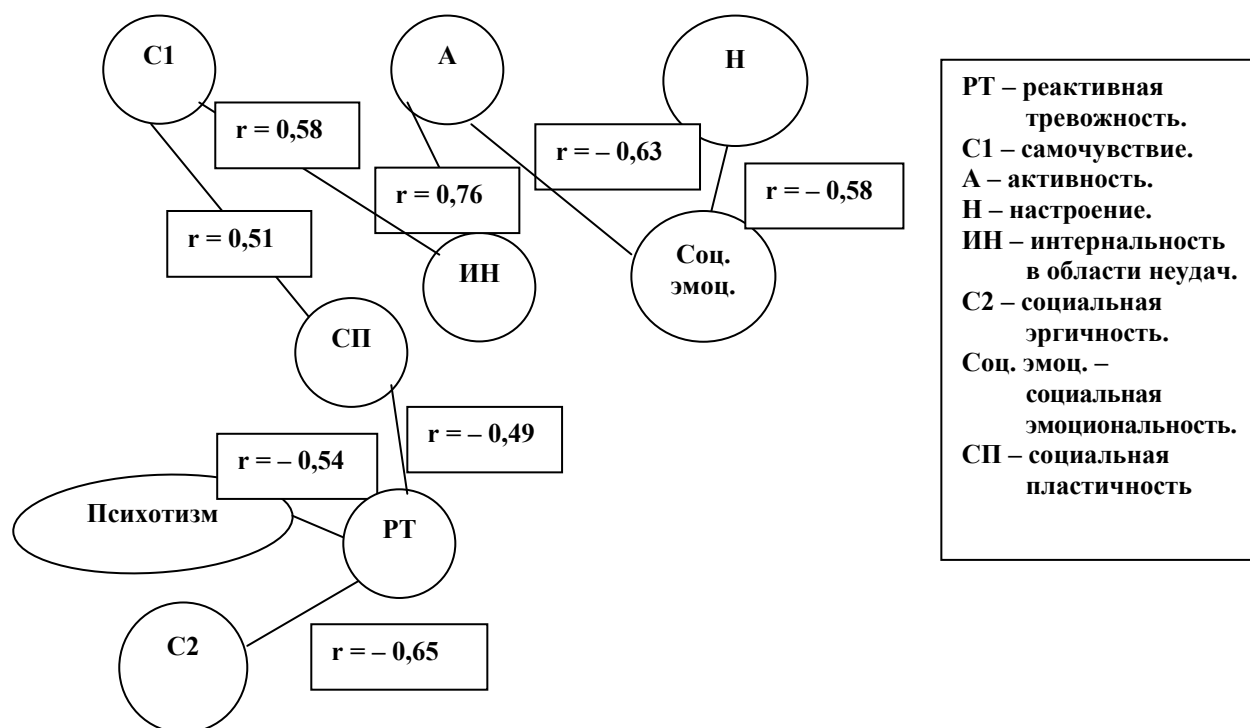 С1
А
Н
r = 0,58
r = – 0,63
r = 0,76
r = – 0,58
r = 0,51
ИН
Соц.
эмоц.
СП
r = – 0,49
r = – 0,54
Психотизм
РТ
С2
r = – 0,65
РТ – реактивная
тревожность.
С1 – самочувствие.
А – активность.
Н – настроение.
ИН – интернальность
в области неудач.
С2 – социальная
эргичность.
Соц. эмоц. –
социальная
эмоциональность.
СП – социальная
пластичность